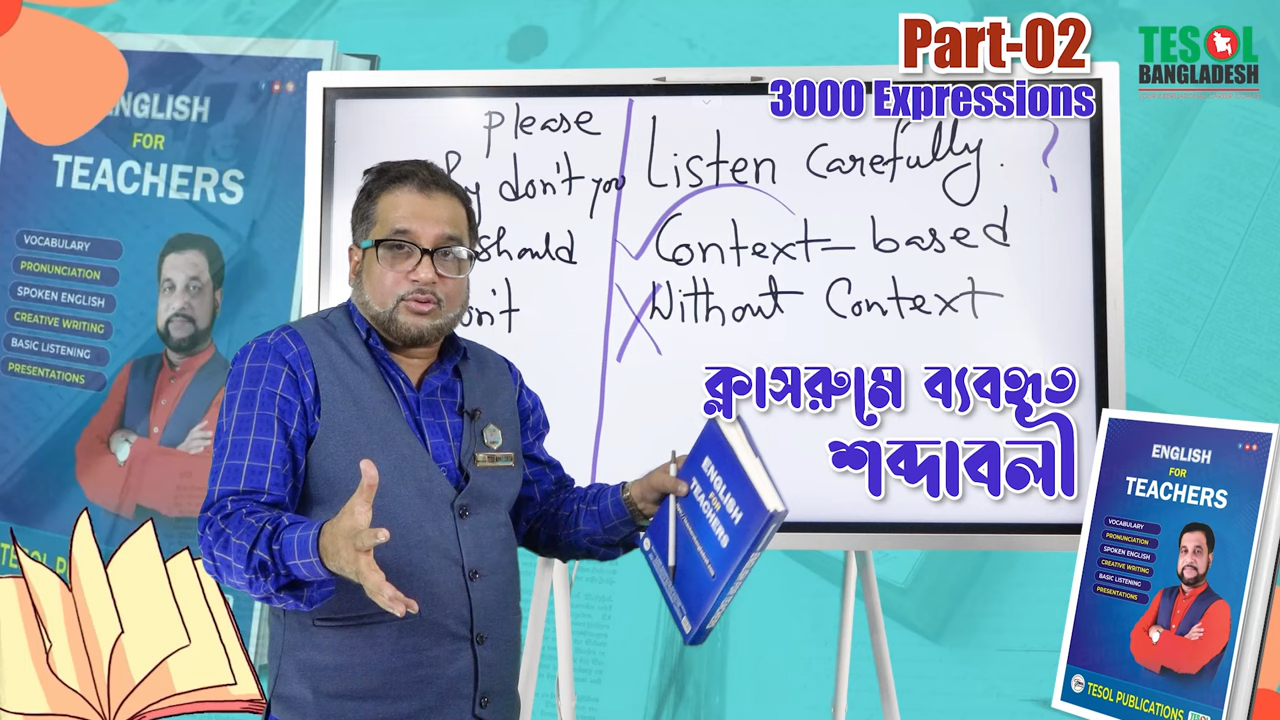 Part-02
3000 Expressions
TESOL
BANGLADESH
ENGLISH
FOR
TEACHERS
VOCABULARY
PRONUNCIATION
SPOKEN ENGLISH
CREATIVE WRITING
BASIC LISTENING
PRESENTATIONS
TESOL PUB
please
don't you
should
Listen carefully. ?
Context-based
Without Context
ক্লাসরুমে ব্যবহৃত
শব্দাবলী
ENGLISH
FOR
TEACHERS
ENGLISH
FOR
TEACHERS
VOCABULARY
PRONUNCIATION
SPOKEN ENGLISH
CREATIVE WRITING
BASIC LISTENING
PRESENTATIONS
TESOL PUBLICATIONS